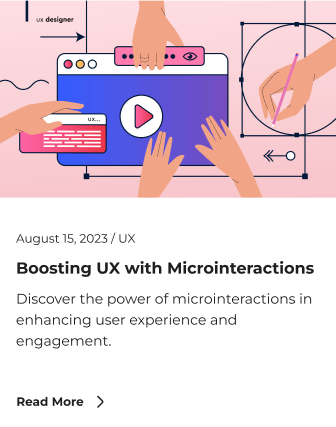 ux designer
ux...
August 15, 2023 / UX
Boosting UX with Microinteractions
Discover the power of microinteractions in
enhancing user experience and
engagement.
Read More